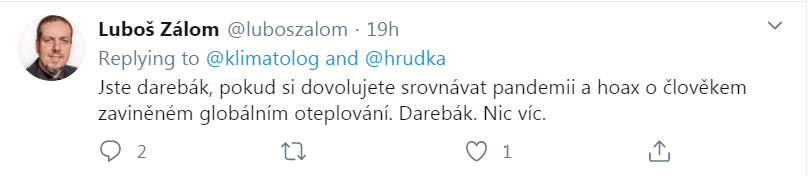 Luboš Zálom @luboszalom · 19h
Replying to @klimatolog and @hrudka
Jste darebák, pokud si dovolujete srovnávat pandemii a hoax o člověkem
zaviněném globálním oteplování. Darebák. Nic víc.
2 1